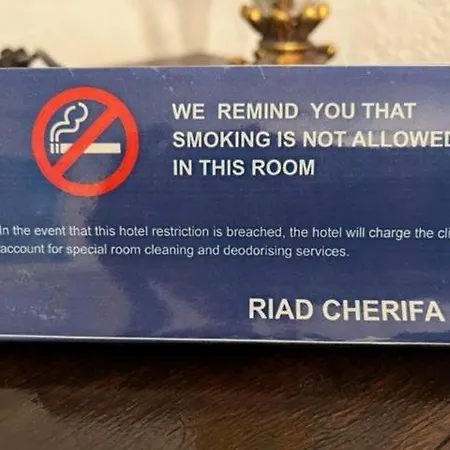 WE REMIND YOU THAT
SMOKING IS NOT ALLOWED
IN THIS ROOM
In the event that this hotel restriction is breached, the hotel will charge the cli
account for special room cleaning and deodorising services.
RIAD CHERIFA